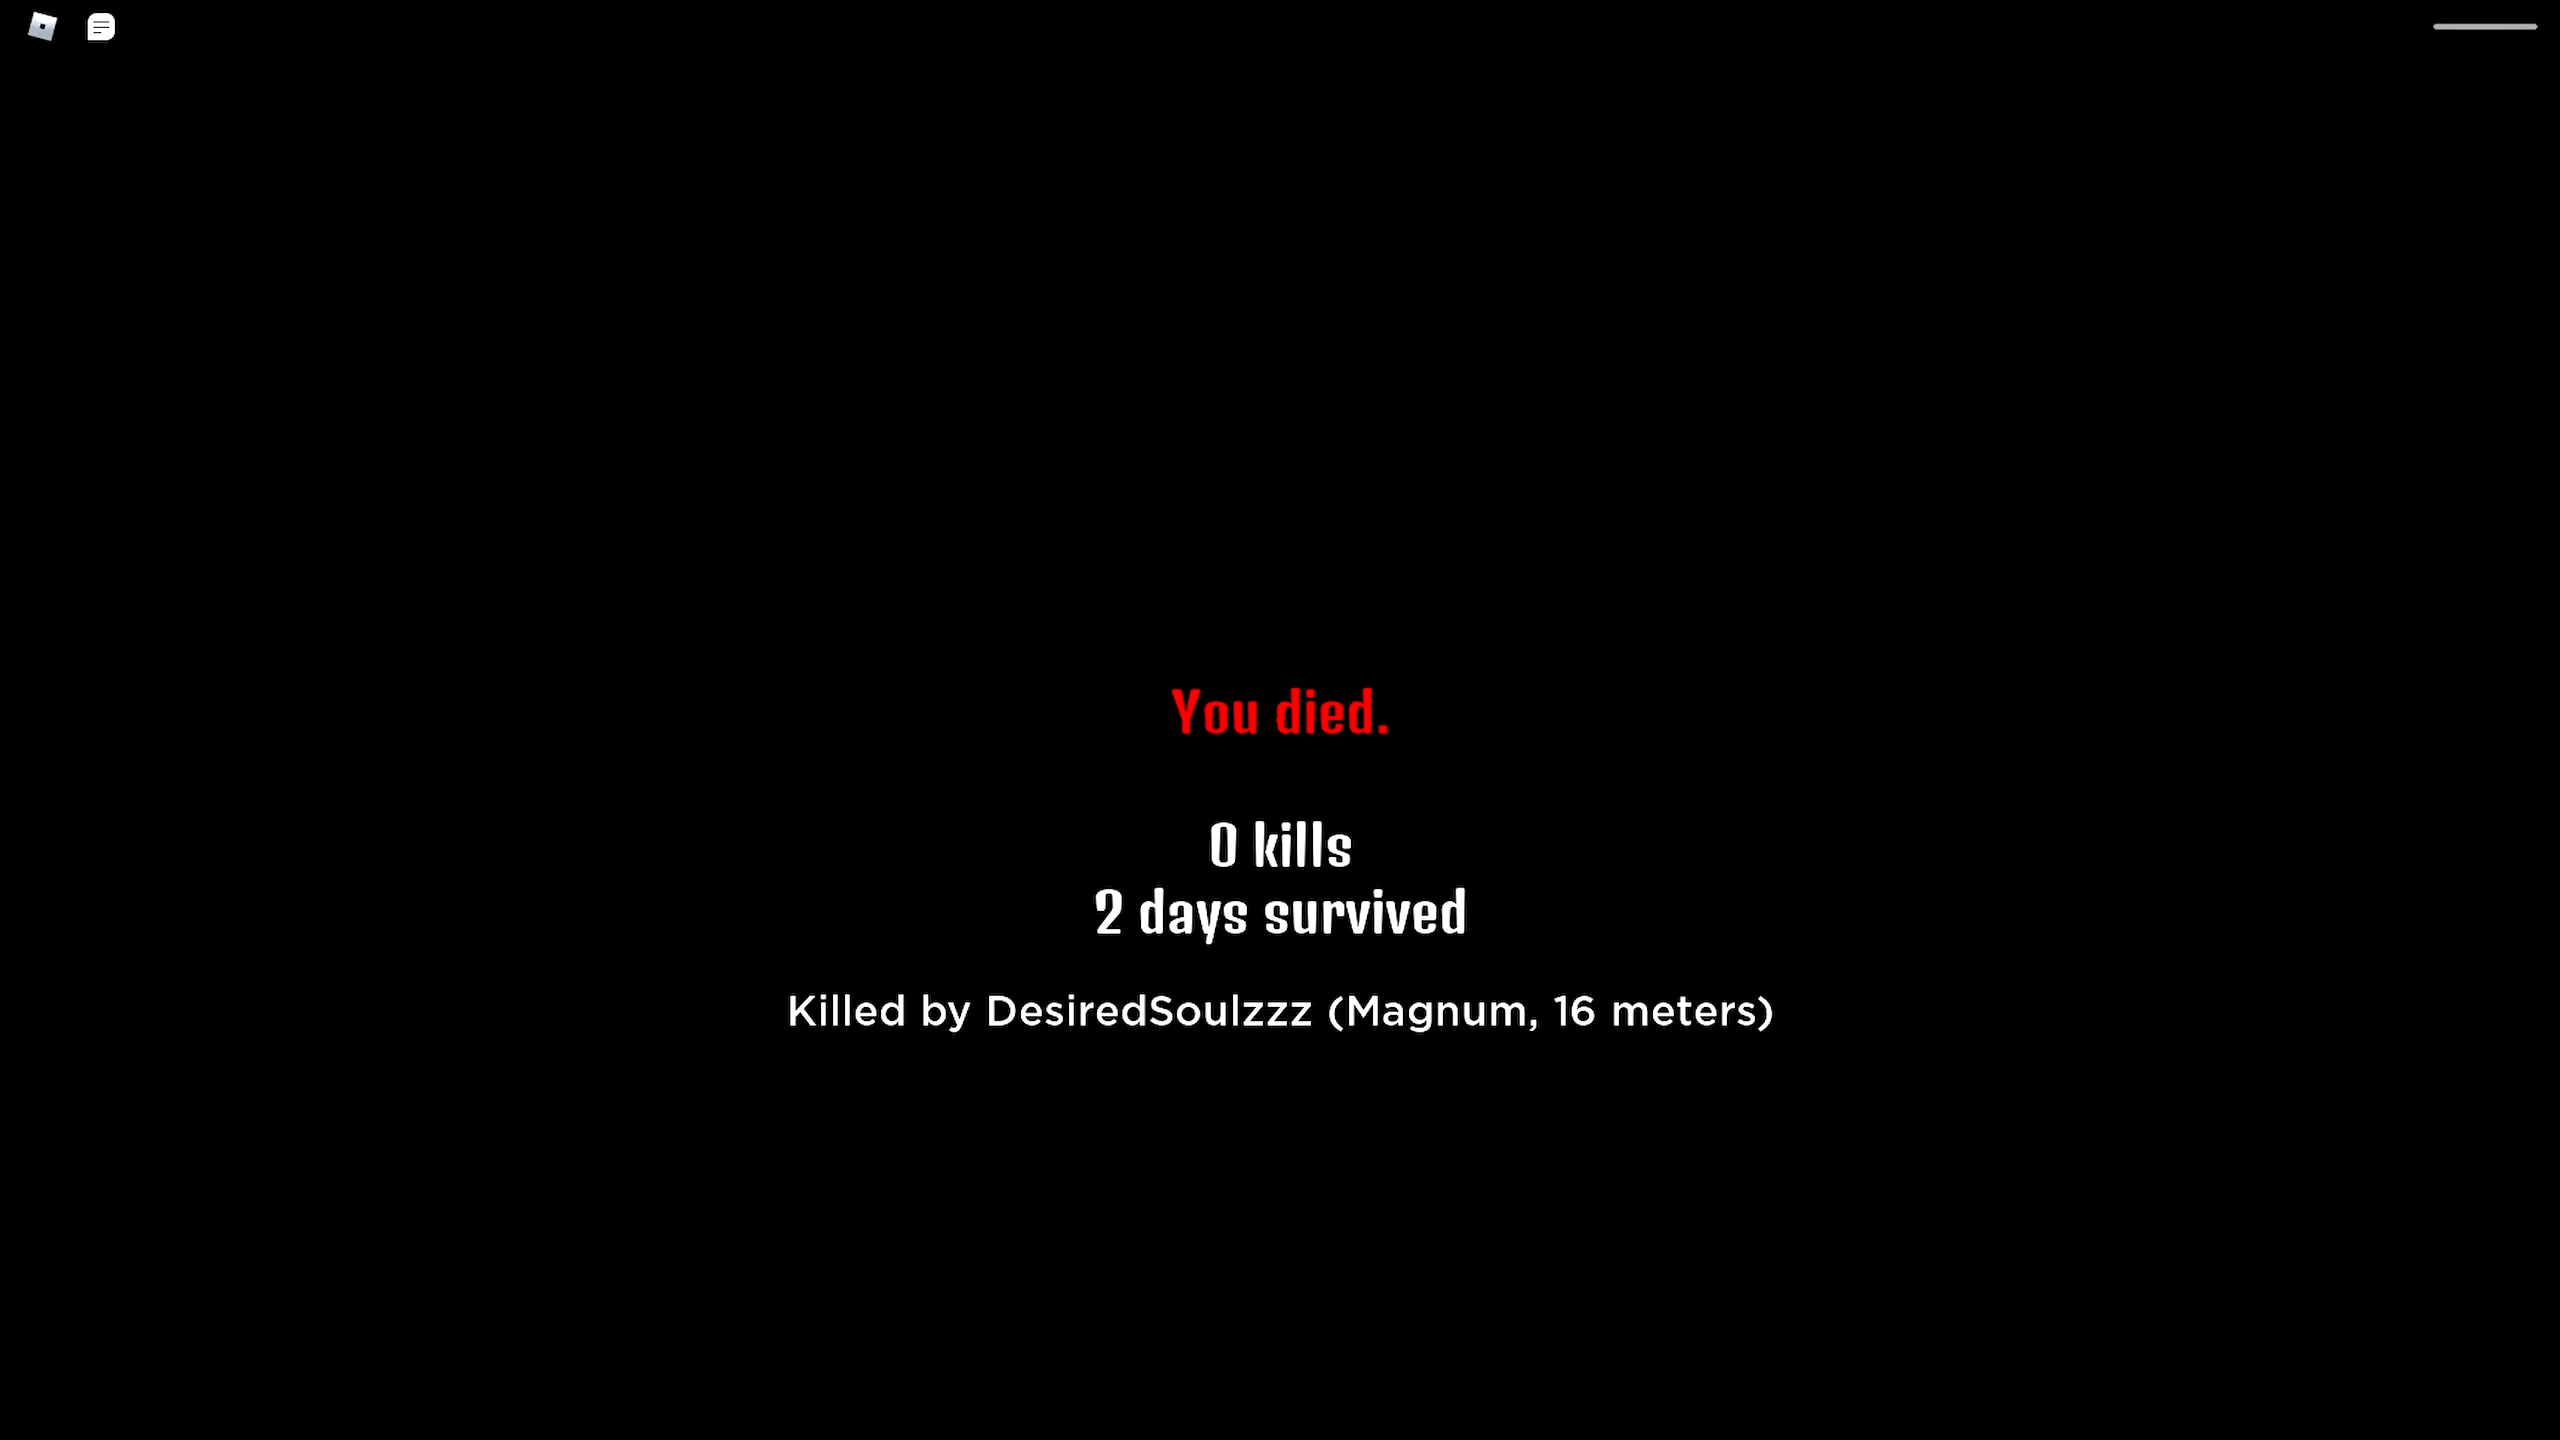 You died.
0 kills
2 days survived
Killed by DesiredSoulzzz (Magnum, 16 meters)